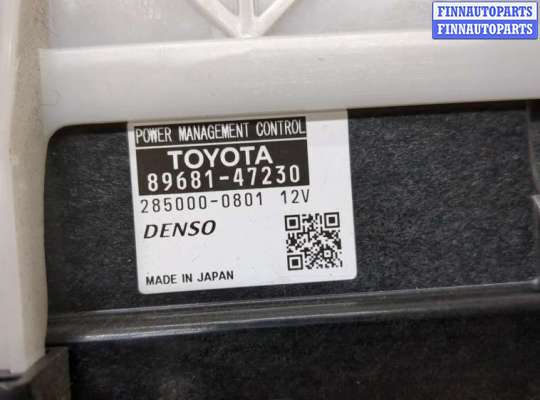 FINNAUTOPARTS
FINNAUTOPARTS
POWER MANAGEMENT CONTROL
TOYOTA
89681-47230
285000-0801 12V
DENSO
MADE IN JAPAN